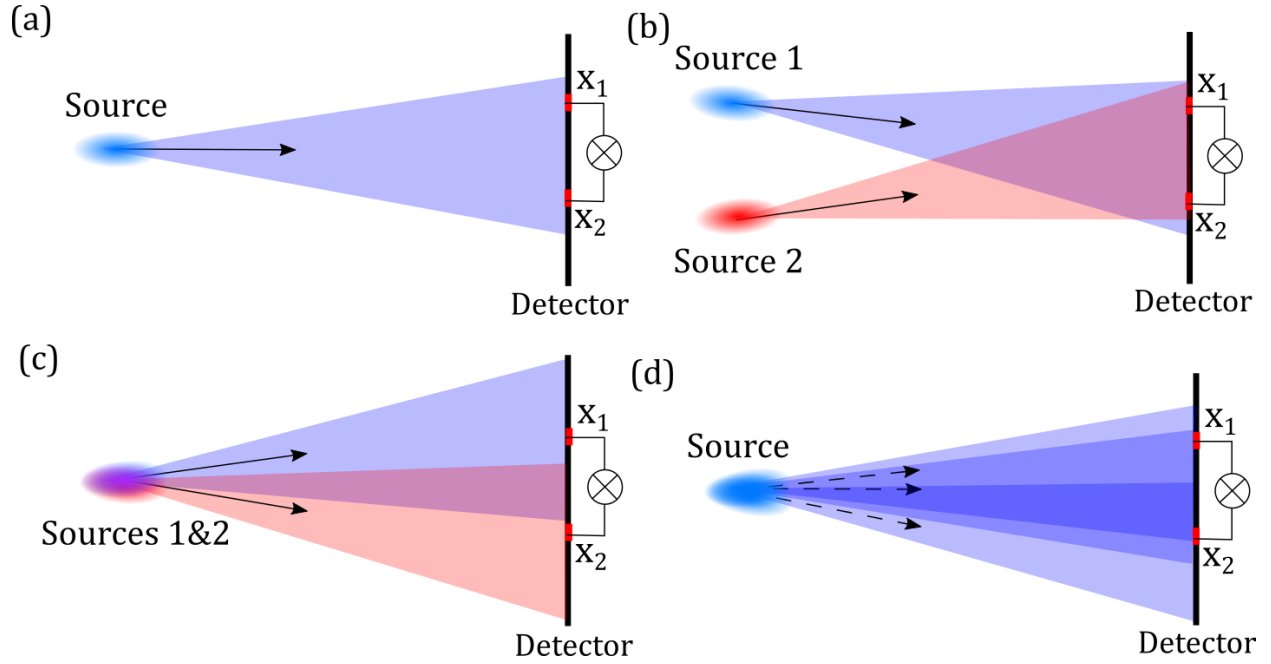 (a)
Source
x₁
x₂
Detector
(b)
Source 1
Source 2
x₁
x₂
Detector
(c)
Sources 1&2
x₁
x₂
Detector
(d)
Source
x₁
x₂
Detector